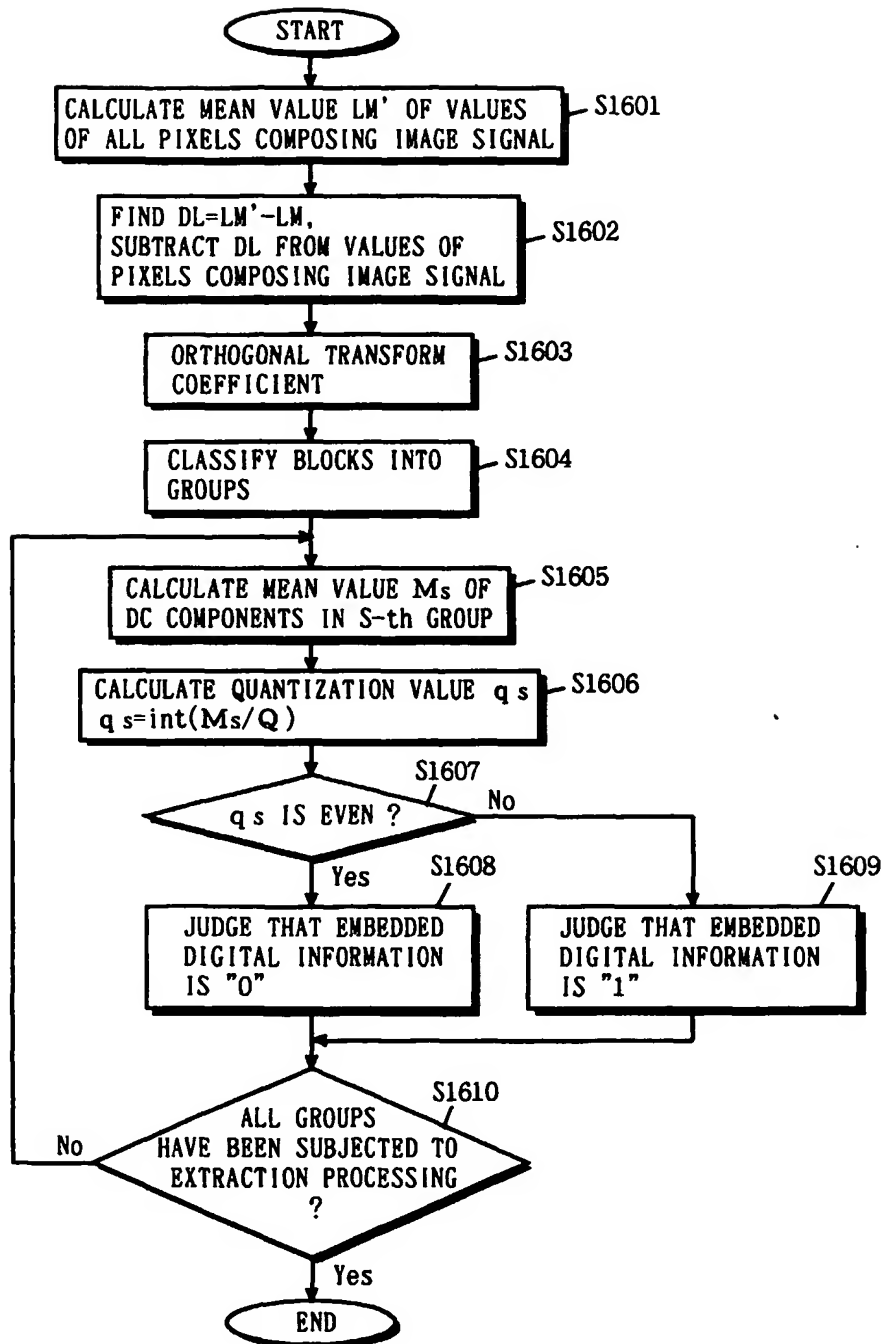 START
CALCULATE MEAN VALUE LM' OF VALUES
OF ALL PIXELS COMPOSING IMAGE SIGNAL
S1601
FIND DL=LM'-LM,
SUBTRACT DL FROM VALUES OF
PIXELS COMPOSING IMAGE SIGNAL
S1602
ORTHOGONAL TRANSFORM
COEFFICIENT
S1603
CLASSIFY BLOCKS INTO
GROUPS
S1604
CALCULATE MEAN VALUE Ms OF
DC COMPONENTS IN S-th GROUP
S1605
CALCULATE QUANTIZATION VALUE qs
qs=int(Ms/Q)
S1606
S1607
qs IS EVEN ?
No
Yes
S1608
JUDGE THAT EMBEDDED
DIGITAL INFORMATION
IS "0"
S1609
JUDGE THAT EMBEDDED
DIGITAL INFORMATION
IS "1"
S1610
ALL GROUPS
HAVE BEEN SUBJECTED TO
EXTRACTION PROCESSING
?
No
Yes
END